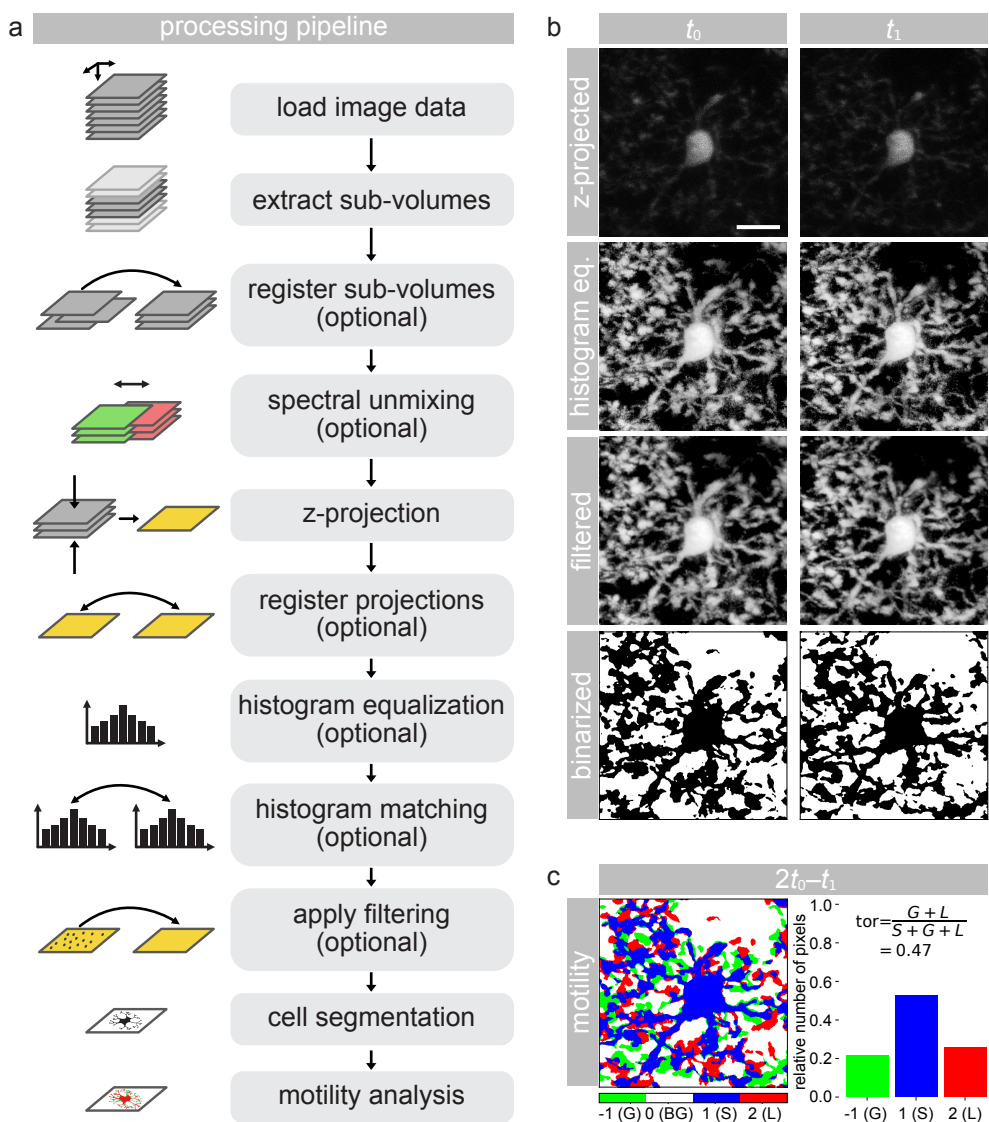 a
processing pipeline
load image data
extract sub-volumes
register sub-volumes
(optional)
spectral unmixing
(optional)
z-projection
register projections
(optional)
histogram equalization
(optional)
histogram matching
(optional)
apply filtering
(optional)
cell segmentation
motility analysis
b
t₀
t₁
z-projected
histogram eq.
filtered
binarized
c
2t₀–t₁
motility
-1 (G) 0 (BG) 1 (S) 2 (L)
relative number of pixels
1.0
0.8
0.6
0.4
0.2
0.0
tor= G + L
S + G + L
= 0.47
-1 (G) 1 (S) 2 (L)